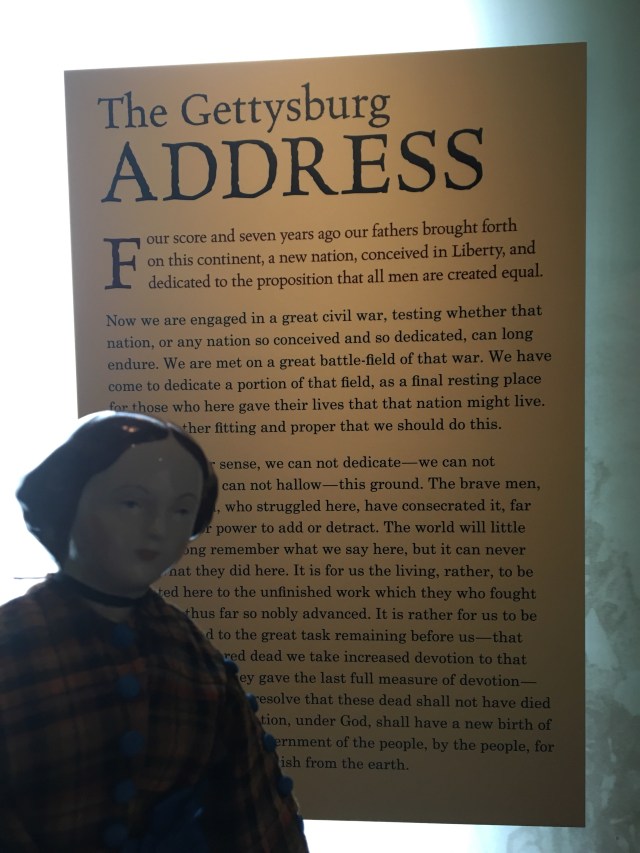 The Gettysburg
ADDRESS
Four score and seven years ago our fathers brought forth
on this continent, a new nation, conceived in Liberty, and
dedicated to the proposition that all men are created equal.
Now we are engaged in a great civil war, testing whether that
nation, or any nation so conceived and so dedicated, can long
endure. We are met on a great battle-field of that war. We have
come to dedicate a portion of that field, as a final resting place
for those who here gave their lives that that nation might live.
ther fitting and proper that we should do this.
sense, we can not dedicate—we can not
can not hallow—this ground. The brave men,
, who struggled here, have consecrated it, far
power to add or detract. The world will little
ong remember what we say here, but it can never
hat they did here. It is for us the living, rather, to be
ted here to the unfinished work which they who fought
thus far so nobly advanced. It is rather for us to be
d to the great task remaining before us—that
red dead we take increased devotion to that
ey gave the last full measure of devotion—
resolve that these dead shall not have died
tion, under God, shall have a new birth of
ernment of the people, by the people, for
ish from the earth.